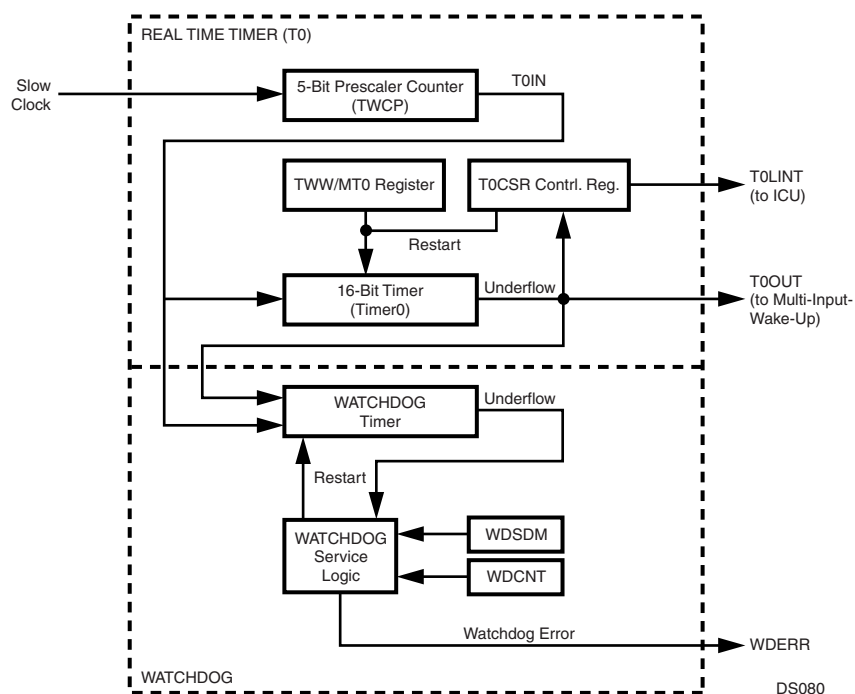 REAL TIME TIMER (T0)
Slow
Clock
5-Bit Prescaler Counter
(TWCP)
T0IN
TWW/MT0 Register
T0CSR Contrl. Reg.
T0LINT
(to ICU)
Restart
16-Bit Timer
(Timer0)
Underflow
T0OUT
(to Multi-Input-
Wake-Up)
WATCHDOG
Timer
Underflow
Restart
WATCHDOG
Service
Logic
WDSDM
WDCNT
Watchdog Error
WDERR
WATCHDOG
DS080